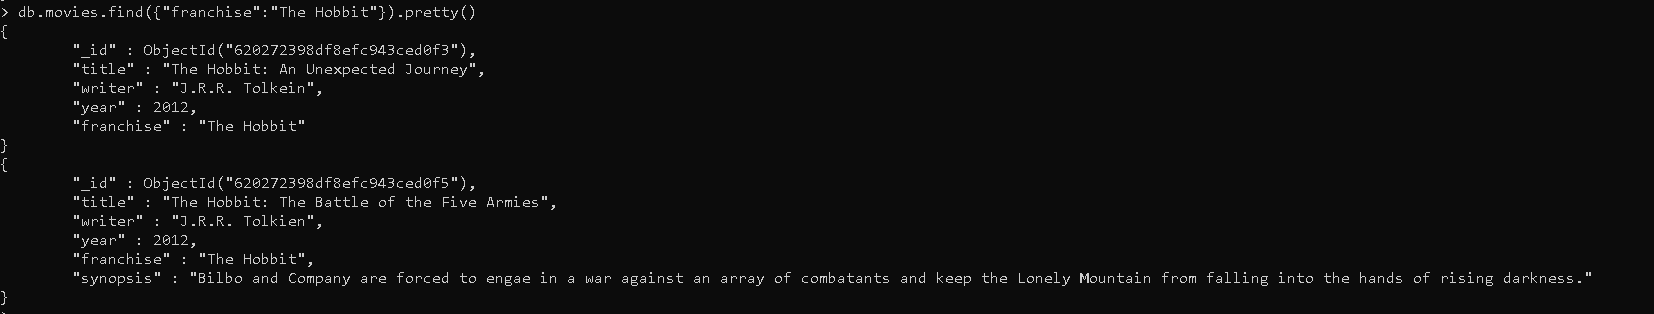 > db.movies.find({"franchise":"The Hobbit"}).pretty()
{
"_id" : ObjectId("620272398df8efc943ced0f3"),
"title" : "The Hobbit: An Unexpected Journey",
"writer" : "J.R.R. Tolkein",
"year" : 2012,
"franchise" : "The Hobbit"
}
{
"_id" : ObjectId("620272398df8efc943ced0f5"),
"title" : "The Hobbit: The Battle of the Five Armies",
"writer" : "J.R.R. Tolkien",
"year" : 2012,
"franchise" : "The Hobbit",
"synopsis" : "Bilbo and Company are forced to engae in a war against an array of combatants and keep the Lonely Mountain from falling into the hands of rising darkness."
}